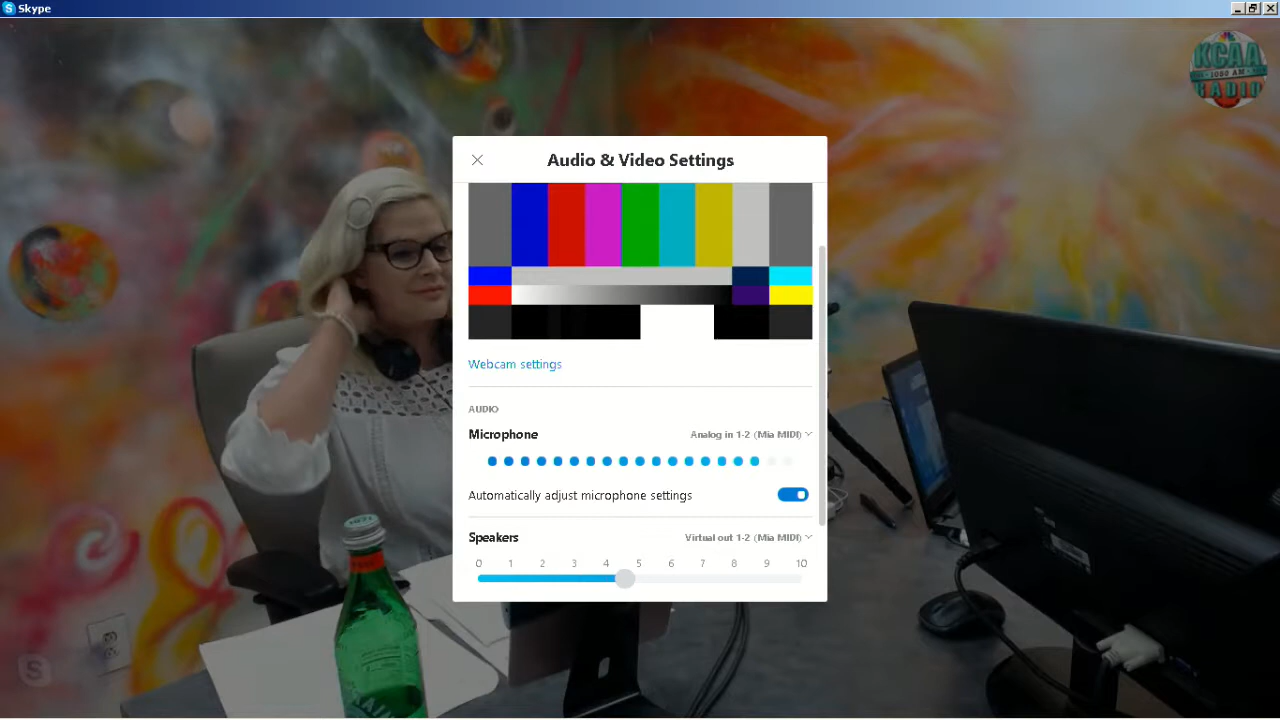 Skype
KCAA
1050 AM
RADIO
Audio & Video Settings
Webcam settings
AUDIO
Microphone
Analog in 1-2 (Mia MIDI)
Automatically adjust microphone settings
Speakers
Virtual out 1-2 (Mia MIDI)
0 1 2 3 4 5 6 7 8 9 10